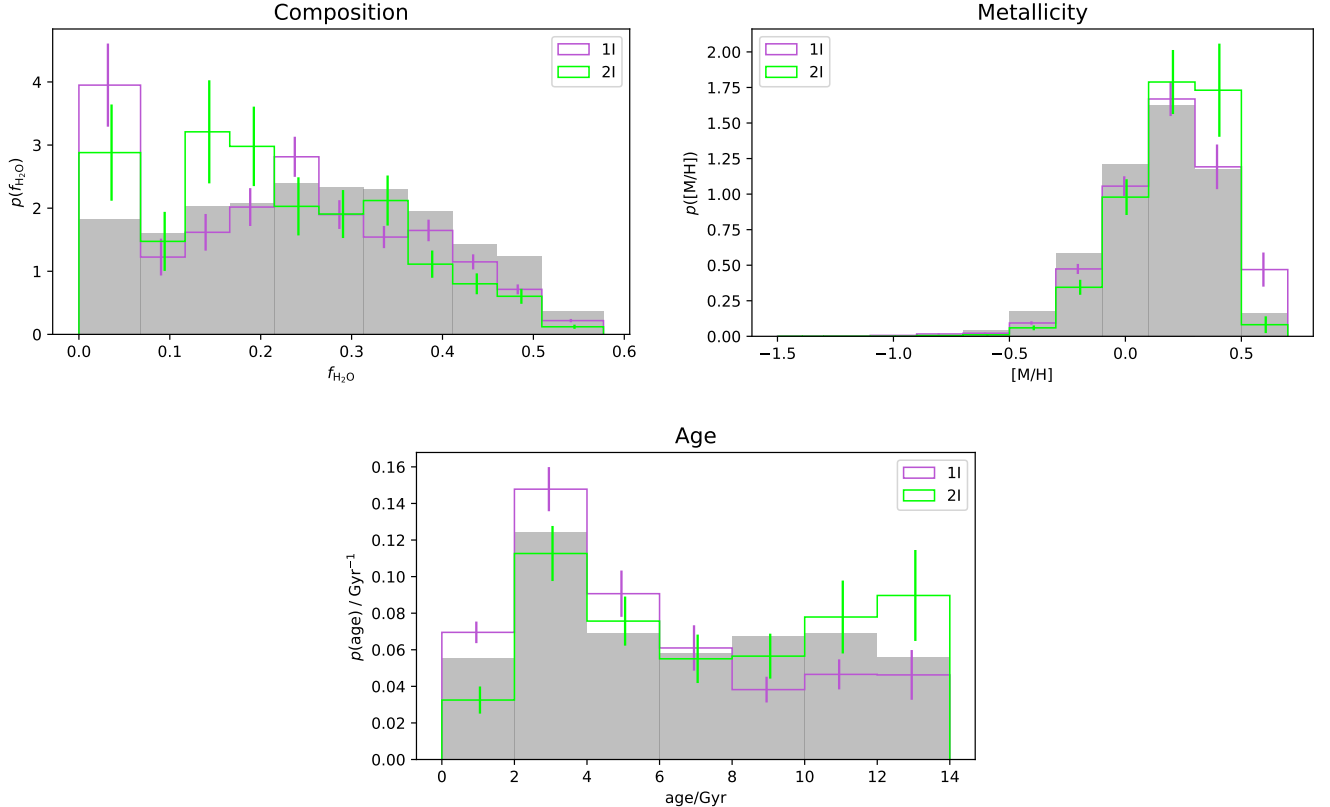 Composition
p(f_H₂O)
4
3
2
1
0
0.0 0.1 0.2 0.3 0.4 0.5 0.6
f_H₂O
1I
2I
Metallicity
p([M/H])
2.00
1.75
1.50
1.25
1.00
0.75
0.50
0.25
0.00
−1.5 −1.0 −0.5 0.0 0.5
[M/H]
1I
2I
Age
p(age) / Gyr⁻¹
0.16
0.14
0.12
0.10
0.08
0.06
0.04
0.02
0.00
0 2 4 6 8 10 12 14
age/Gyr
1I
2I